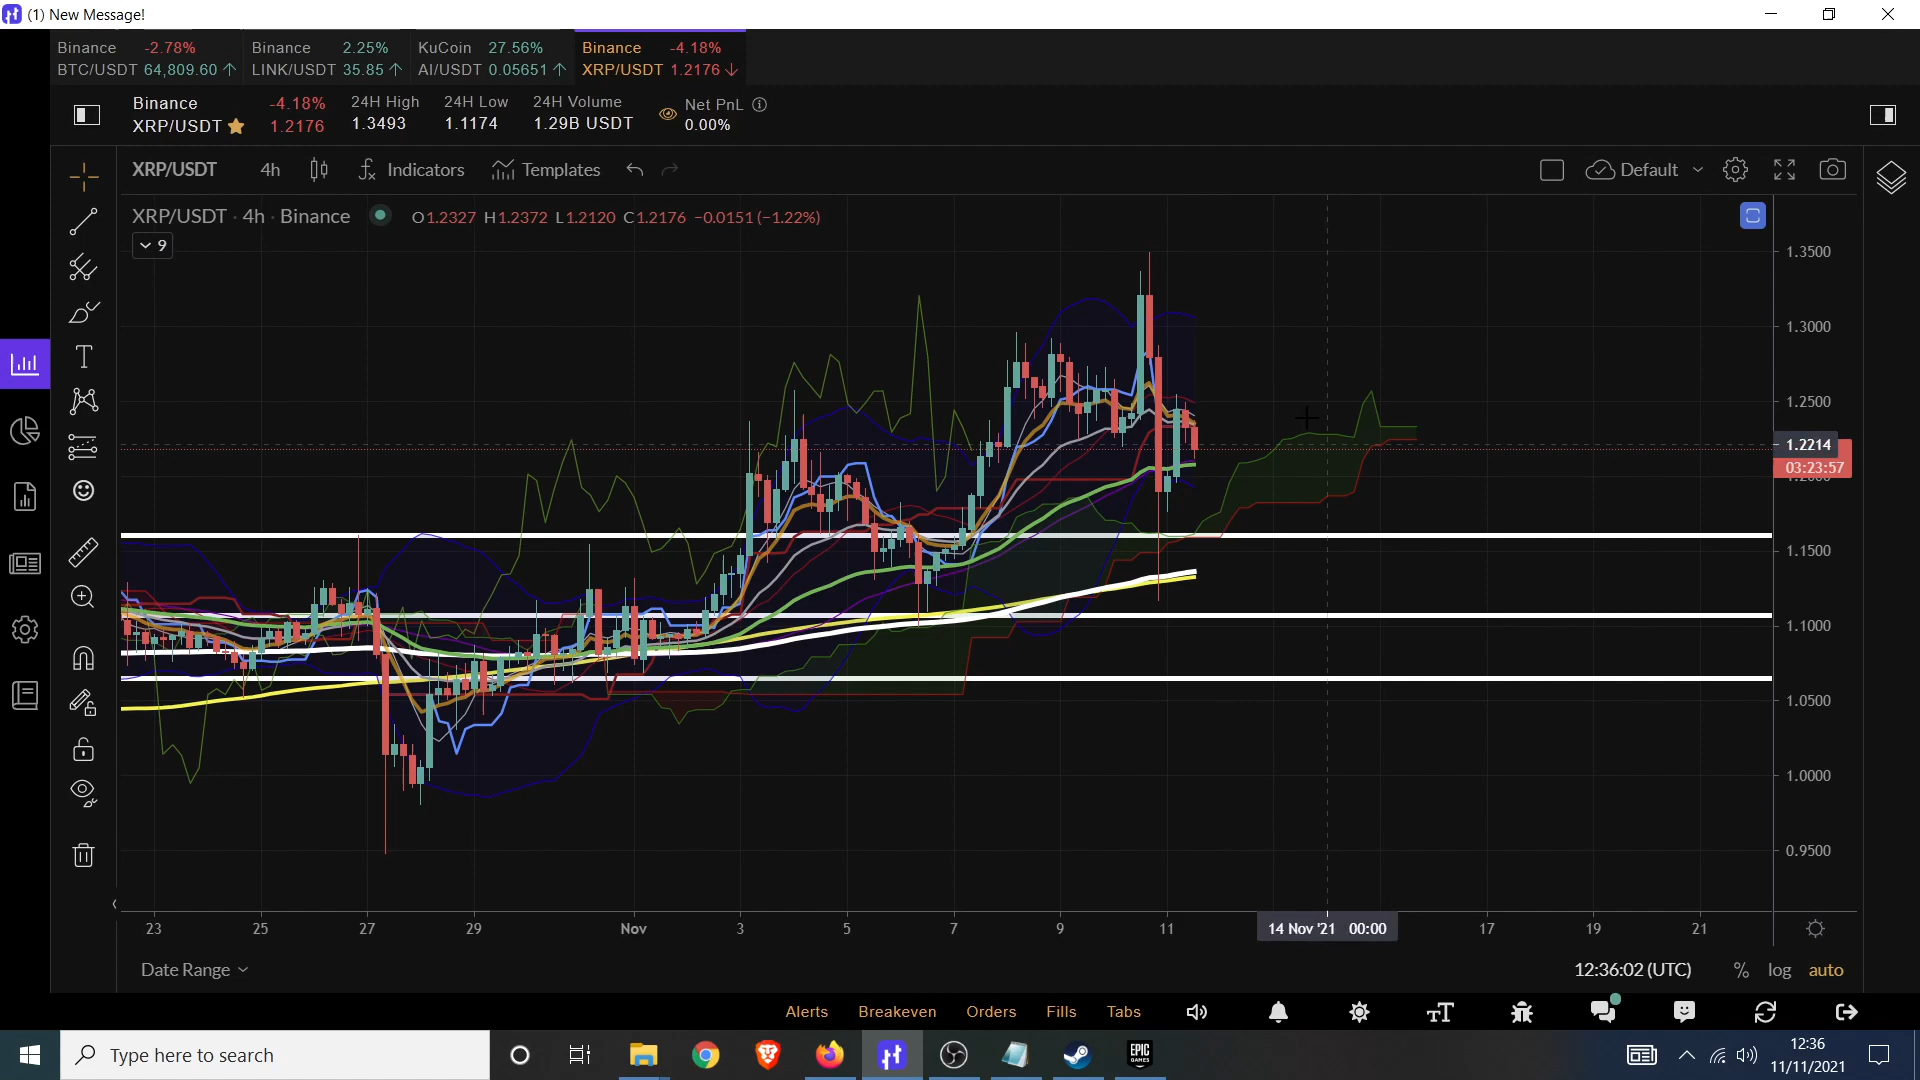 (1) New Message!
Binance -2.78% Binance 2.25% KuCoin 27.56% Binance -4.18%
BTC/USDT 64,809.60 LINK/USDT 35.85 AI/USDT 0.05651 XRP/USDT 1.2176
Binance -4.18% 24H High 24H Low 24H Volume Net PnL
XRP/USDT 1.2176 1.3493 1.1174 1.29B USDT 0.00%
XRP/USDT 4h Indicators Templates Default
XRP/USDT · 4h · Binance O1.2327 H1.2372 L1.2120 C1.2176 −0.0151 (−1.22%)
9
1.3500
1.3000
1.2500
1.2214
03:23:57
1.1500
1.1000
1.0500
1.0000
0.9500
23 25 27 29 Nov 3 5 7 9 11 14 Nov '21 00:00 17 19 21
Date Range 12:36:02 (UTC) % log auto
Alerts Breakeven Orders Fills Tabs
Type here to search
EPIC
GAMES
12:36
11/11/2021